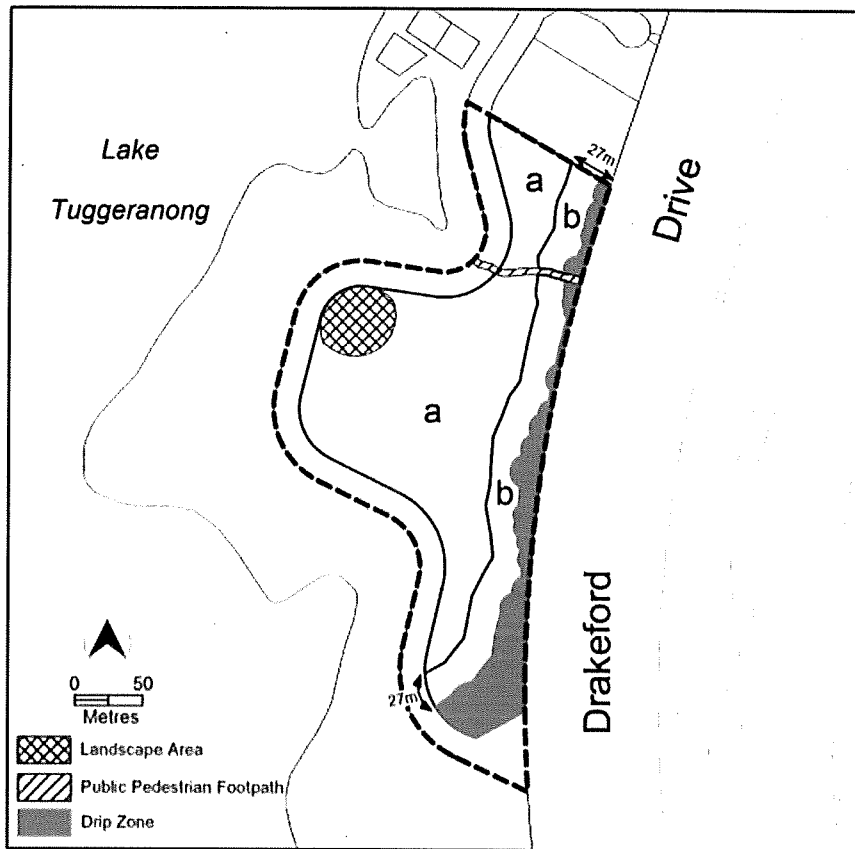 Lake
Tuggeranong
27m
Drive
a
b
a
b
Drakeford
27m
0 50
Metres
Landscape Area
Public Pedestrian Footpath
Drip Zone